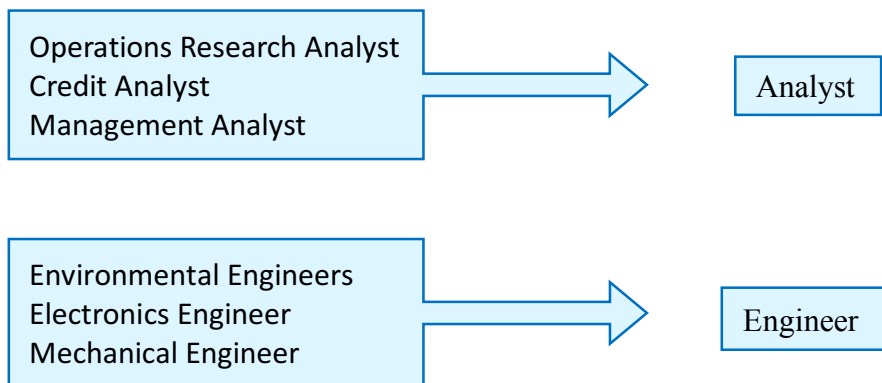 Operations Research Analyst
Credit Analyst
Management Analyst
Analyst
Environmental Engineers
Electronics Engineer
Mechanical Engineer
Engineer